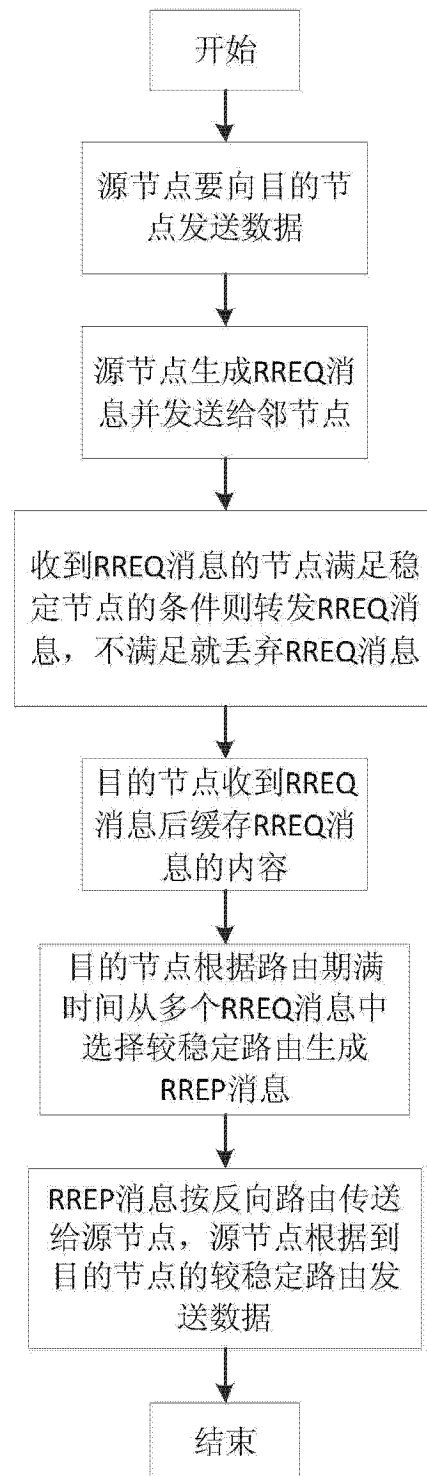 开始
源节点要向目的节
点发送数据
源节点生成RREQ消
息并发送给邻节点
收到RREQ消息的节点满足稳
定节点的条件则转发RREQ消
息，不满足就丢弃RREQ消息
目的节点收到RREQ
消息后缓存RREQ消
息的内容
目的节点根据路由期满
时间从多个RREQ消息中
选择较稳定路由生成
RREP消息
RREP消息按反向路由传送
给源节点，源节点根据到
目的节点的较稳定路由发
送数据
结束